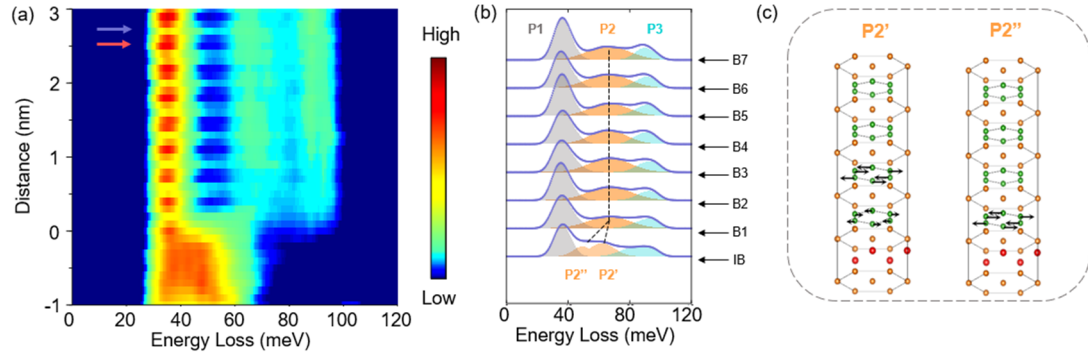 (a)
3
2
1
0
-1
0 20 40 60 80 100 120
Distance (nm)
Energy Loss (meV)
High
Low
(b)
P1 P2 P3
B7
B6
B5
B4
B3
B2
B1
IB
P2'' P2'
0 40 80 120
Energy Loss (meV)
(c)
P2' P2''